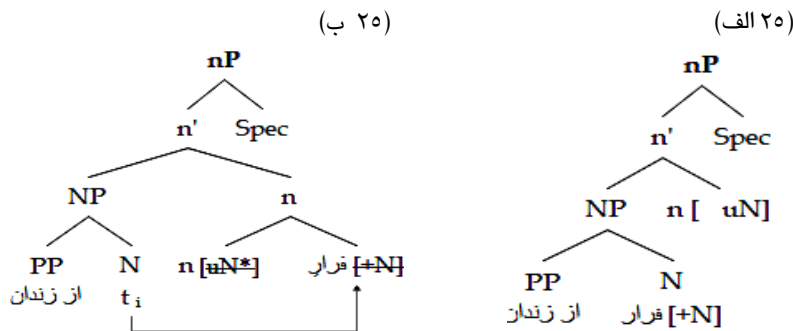 (۲۵ الف)
nP
n' Spec
NP n [ uN]
PP N
از زندان فرار [+N]
(۲۵ ب)
nP
n' Spec
NP n
PP N n [uN*] فرارِ [+N]
از زندان t i